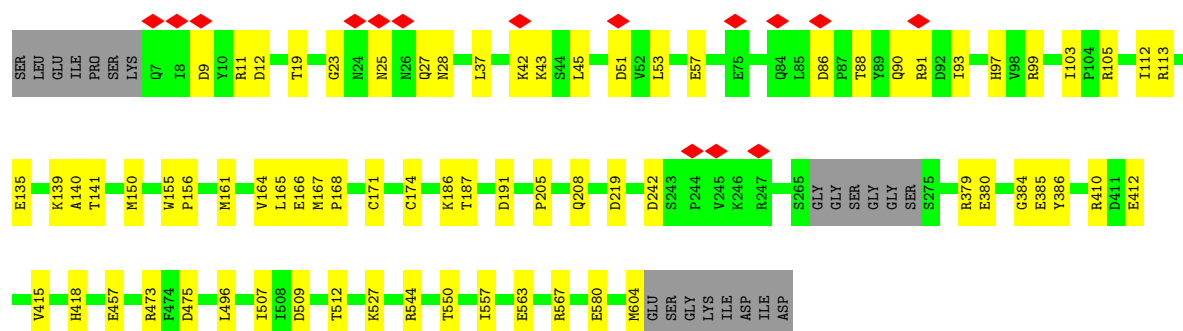 SER LEU GLU ILE PRO SER LYS Q7 I8 D9 Y10 R11 D12 T19 G23 N24 N25 N26 Q27 N28 L37 K42 K43 S44 L45 D51 V52 L53 E57 E75 Q84 L85 D86 P87 T88 Y89 Q90 R91 D92 I93 H97 V98 R99 I103 P104 R105 I112 R113
E135 K139 A140 T141 M150 W155 P156 M161 V164 L165 E166 M167 P168 C171 C174 K186 T187 D191 P205 Q208 D219 D242 S243 P244 V245 K246 R247 S265 GLY GLY SER GLY GLY SER S275 R379 E380 G384 E385 Y386 R410 D411 E412
V415 H418 E457 R473 F474 D475 L496 I507 I508 D509 T512 K527 R544 T550 I557 E563 R567 E580 M604 GLU SER GLY LYS ILE ASP ILE ASP